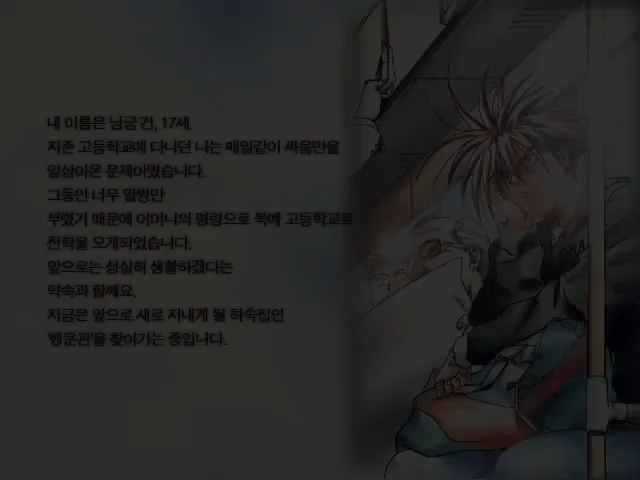 내 이름은 남궁 건, 17세.
지존 고등학교에 다니던 나는 매일같이 싸움만을
일삼아온 문제아였습니다.
그동안 너무 말썽만
부렸기 때문에 어머니의 명령으로 북에 고등학교로
전학을 오게되었습니다.
앞으로는 성실히 생활하겠다는
약속과 함께요.
지금은 앞으로 새로 지내게 될 하숙집인
'행운관'을 찾아가는 중입니다.